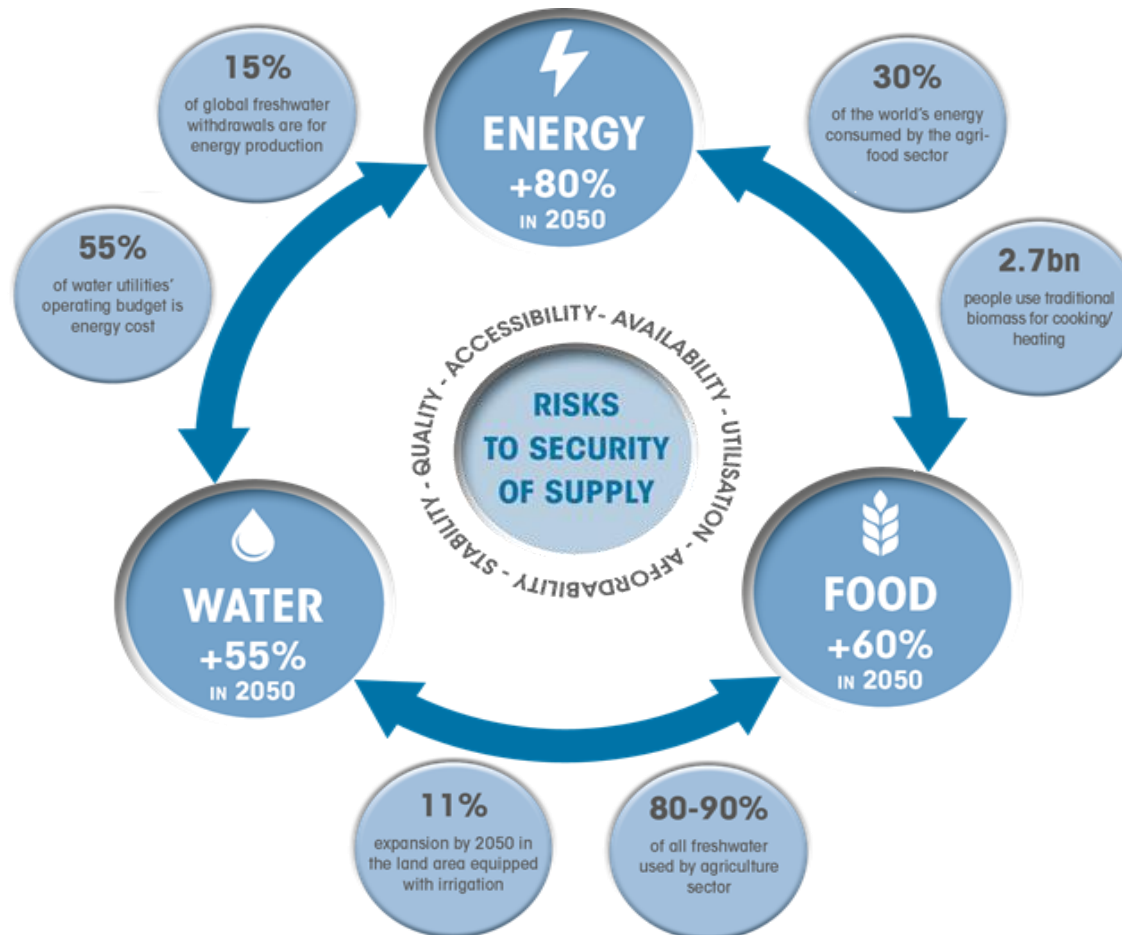 15%
of global freshwater
withdrawals are for
energy production
ENERGY
+80%
IN 2050
30%
of the world's energy
consumed by the agri-
food sector
55%
of water utilities'
operating budget is
energy cost
2.7bn
people use traditional
biomass for cooking/
heating
QUALITY - ACCESSIBILITY - AVAILABILITY - UTILISATION - AFFORDABILITY - STABILITY -
RISKS
TO SECURITY
OF SUPPLY
WATER
+55%
IN 2050
FOOD
+60%
IN 2050
11%
expansion by 2050 in
the land area equipped
with irrigation
80-90%
of all freshwater
used by agriculture
sector